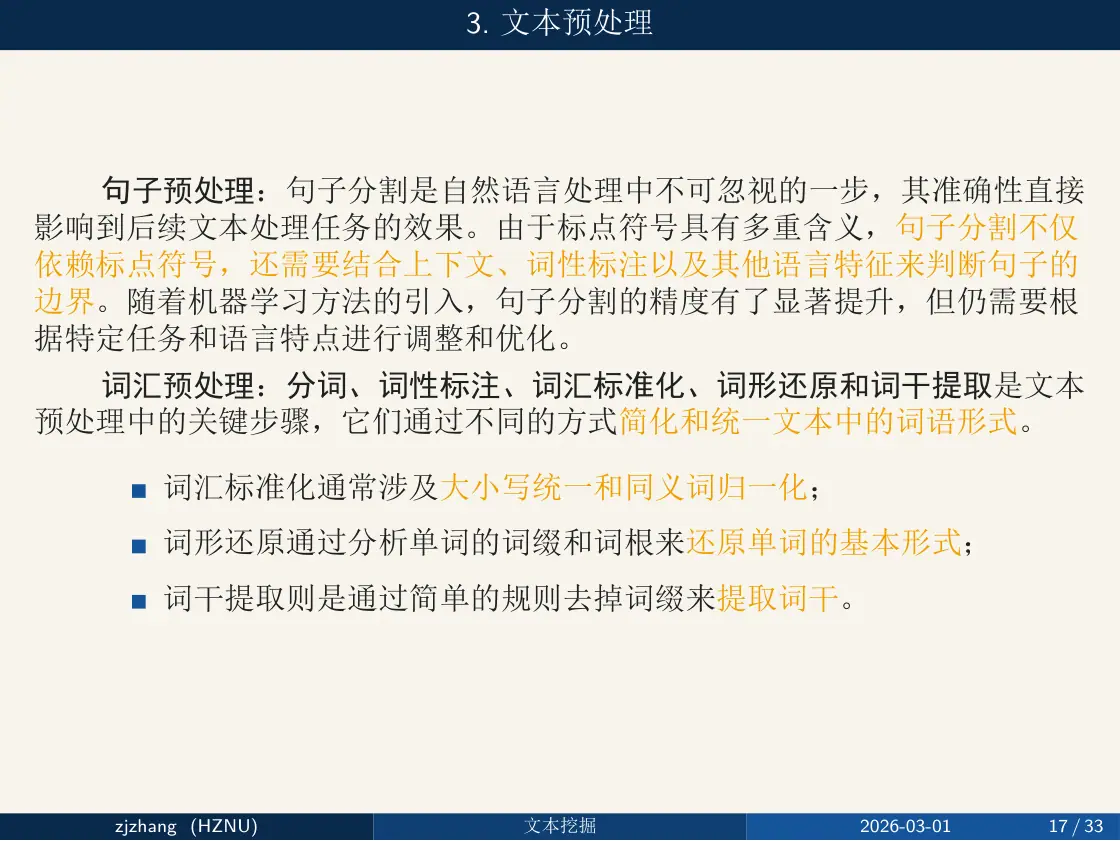 3. 文本预处理
句子预处理：句子分割是自然语言处理中不可忽视的一步，其准确性直接
影响到后续文本处理任务的效果。由于标点符号具有多重含义，句子分割不仅
依赖标点符号，还需要结合上下文、词性标注以及其他语言特征来判断句子的
边界。随着机器学习方法的引入，句子分割的精度有了显著提升，但仍需要根
据特定任务和语言特点进行调整和优化。
词汇预处理：分词、词性标注、词汇标准化、词形还原和词干提取是文本
预处理中的关键步骤，它们通过不同的方式简化和统一文本中的词语形式。
词汇标准化通常涉及大小写统一和同义词归一化；
词形还原通过分析单词的词缀和词根来还原单词的基本形式；
词干提取则是通过简单的规则去掉词缀来提取词干。
zjzhang (HZNU) 文本挖掘 2026-03-01 17 / 33